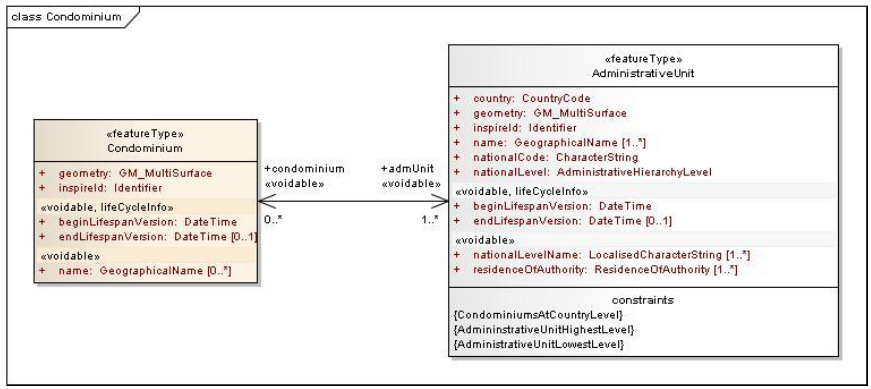 class Condominium
«featureType»
Condominium
+ geometry: GM_MultiSurface
+ inspireId: Identifier
«voidable, lifeCycleInfo»
+ beginLifespanVersion: DateTime
+ endLifespanVersion: DateTime [0..1]
«voidable»
+ name: GeographicalName [0..*]
+condominium
«voidable»
0..*
+admUnit
«voidable»
1..*
«featureType»
AdministrativeUnit
+ country: CountryCode
+ geometry: GM_MultiSurface
+ inspireId: Identifier
+ name: GeographicalName [1..*]
+ nationalCode: CharacterString
+ nationalLevel: AdministrativeHierarchyLevel
«voidable, lifeCycleInfo»
+ beginLifespanVersion: DateTime
+ endLifespanVersion: DateTime [0..1]
«voidable»
+ nationalLevelName: LocalisedCharacterString [1..*]
+ residenceOfAuthority: ResidenceOfAuthority [1..*]
constraints
{CondominiumsAtCountryLevel}
{AdmininstrativeUnitHighestLevel}
{AdministrativeUnitLowestLevel}